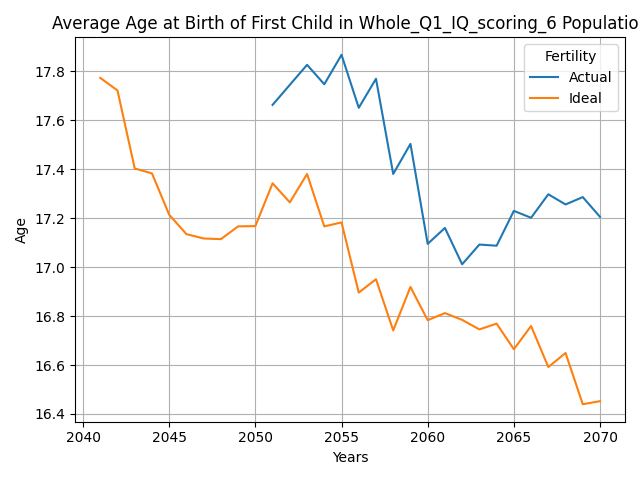 Average Age at Birth of First Child in Whole_Q1_IQ_scoring_6 Populatio
Fertility
Actual
Ideal
17.8
17.6
17.4
17.2
17.0
16.8
16.6
16.4
Age
2040
2045
2050
2055
2060
2065
2070
Years